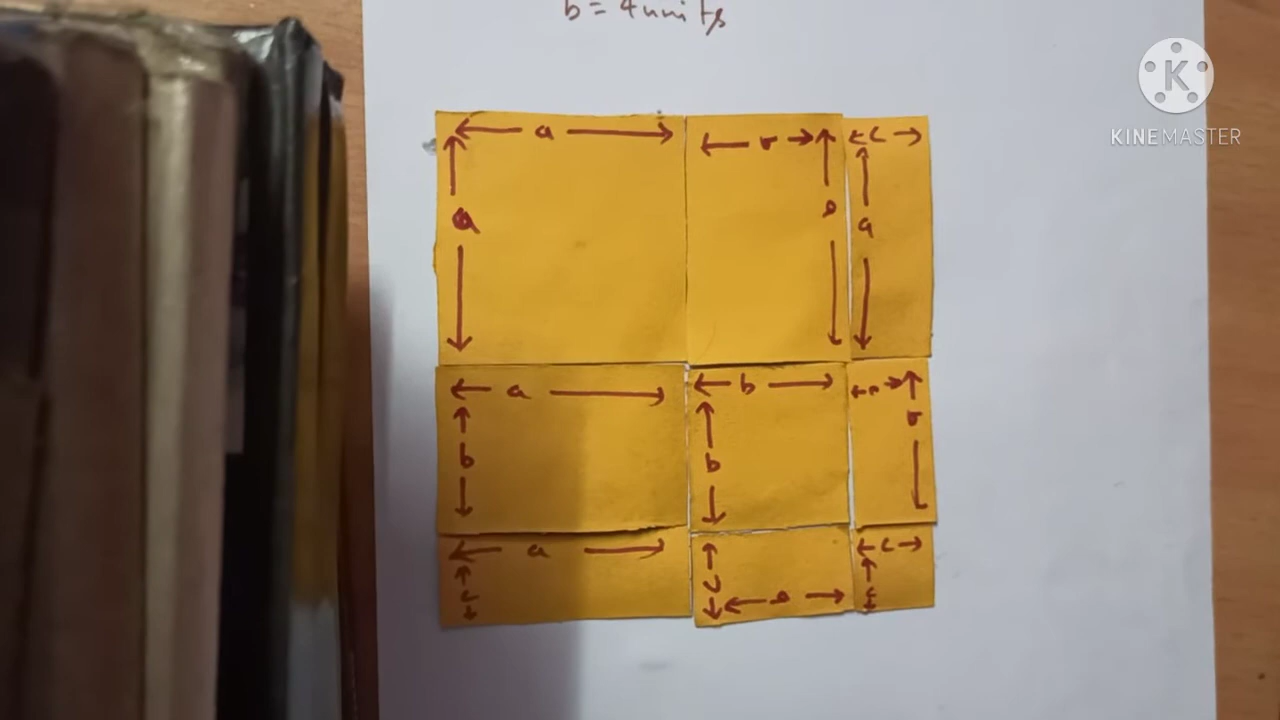 b = 4 units
K
KINEMASTER
a b c
a a a
a b c
b b b
a c
c c b c